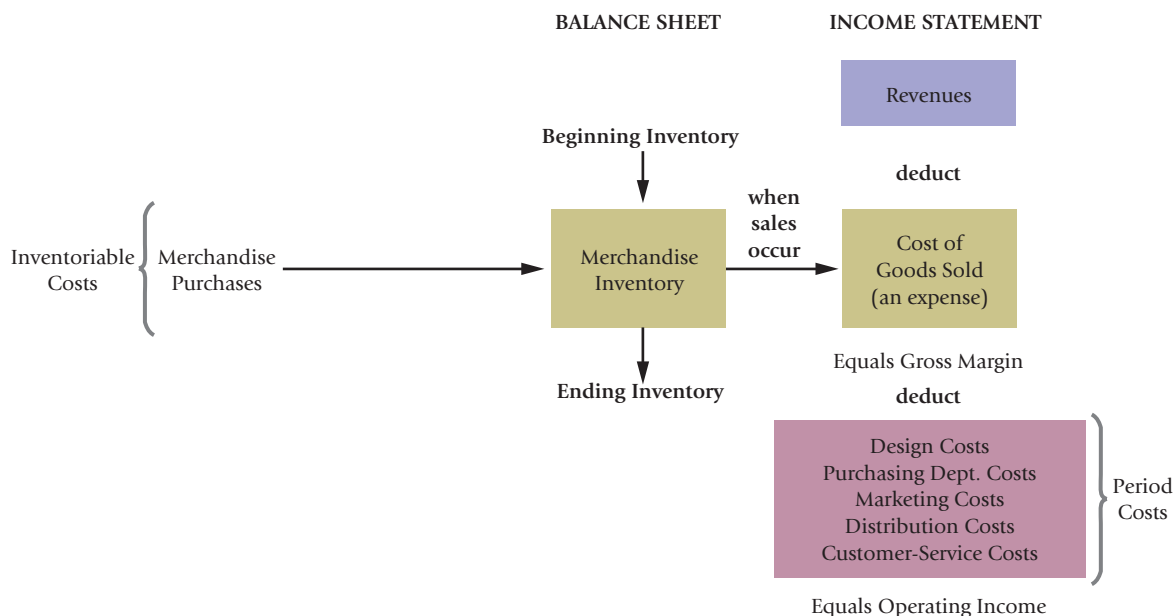 BALANCE SHEET
INCOME STATEMENT
Revenues
Beginning Inventory
deduct
when
sales
occur
Inventoriable
Costs
Merchandise
Purchases
Merchandise
Inventory
Cost of
Goods Sold
(an expense)
Equals Gross Margin
Ending Inventory
deduct
Design Costs
Purchasing Dept. Costs
Marketing Costs
Distribution Costs
Customer-Service Costs
Period
Costs
Equals Operating Income